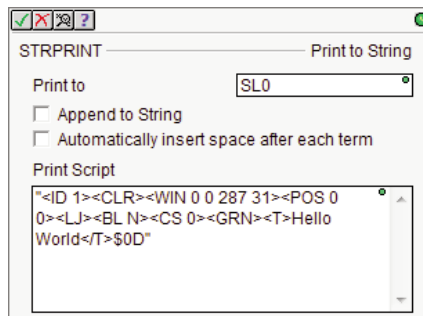 ?
STRPRINT Print to String
Print to SL0
Append to String
Automatically insert space after each term
Print Script
"<ID 1><CLR><WIN 0 0 287 31><POS 0
0><LJ><BL N><CS 0><GRN><T>Hello
World</T>$0D"